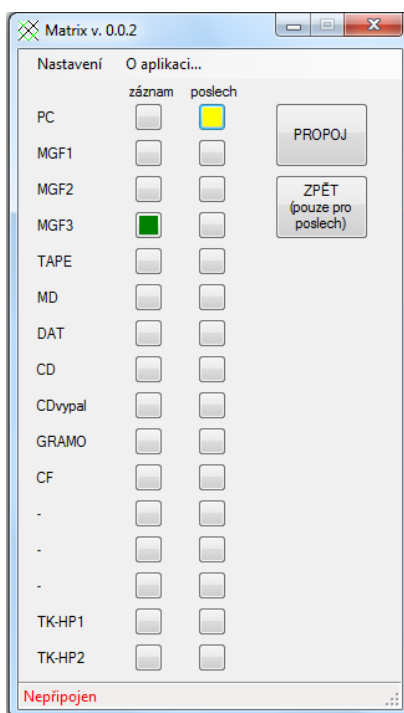 Matrix v. 0.0.2
Nastavení O aplikaci...
záznam poslech
PC
PROPOJ
MGF1
MGF2
ZPĚT
(pouze pro
poslech)
MGF3
TAPE
MD
DAT
CD
CDvypal
GRAMO
CF
-
-
-
TK-HP1
TK-HP2
Nepřipojen